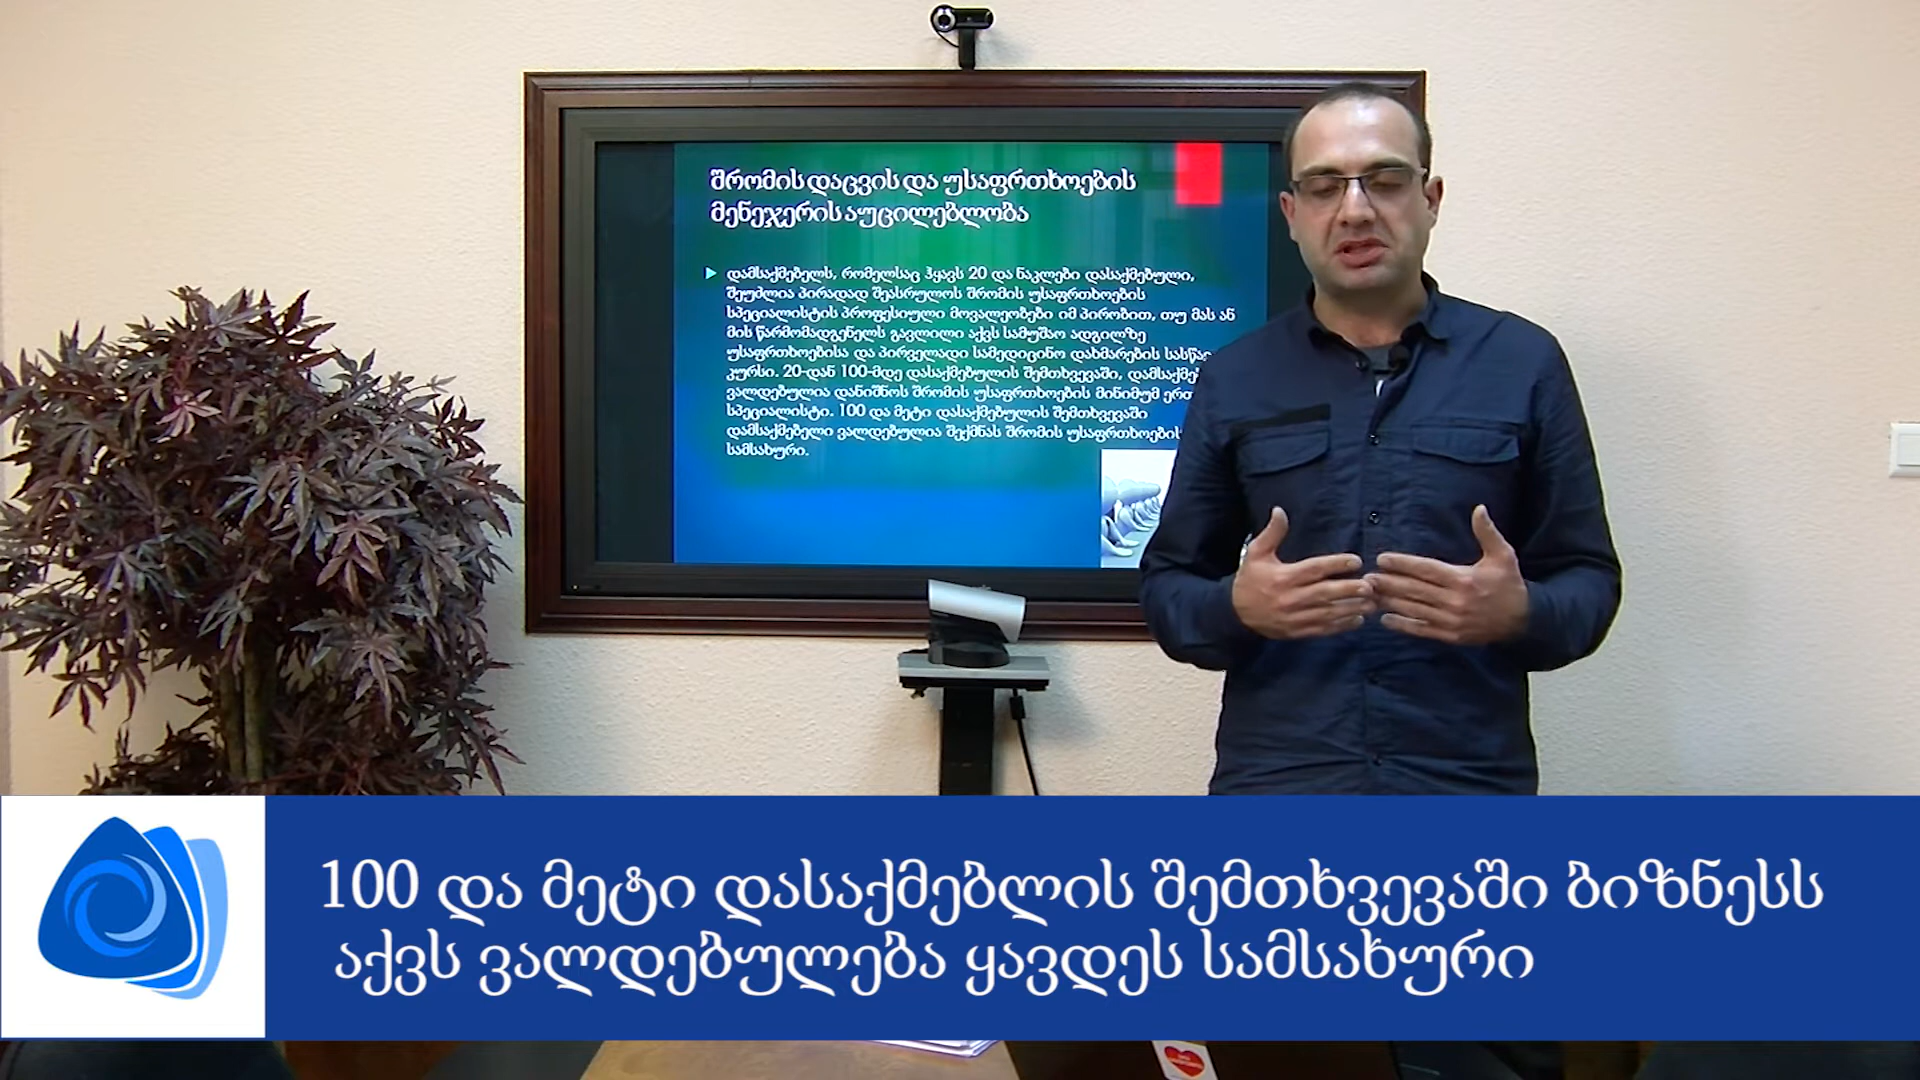 შრომის დაცვის და უსაფრთხოების
მენეჯერის აუცილებლობა
დამსაქმებელს, რომელსაც ჰყავს 20 და ნაკლები დასაქმებული,
შეუძლია პირადად შეასრულოს შრომის უსაფრთხოების
სპეციალისტის პროფესიული მოვალეობები იმ პირობით, თუ მას ან
მის წარმომადგენელს გავლილი აქვს სამუშაო ადგილზე
უსაფრთხოებისა და პირველადი სამედიცინო დახმარების
კურსი. 20-დან 100-მდე დასაქმებულის შემთხვევაში,
ვალდებულია დანიშნოს შრომის უსაფრთხოების მინიმუმ
სპეციალისტი. 100 და მეტი დასაქმებულის შემთხვევაში
დამსაქმებელი ვალდებულია შექმნას შრომის უსაფრთხოების
სამსახური.
100 და მეტი დასაქმებლის შემთხვევაში ბიზნესს
აქვს ვალდებულება ყავდეს სამსახური